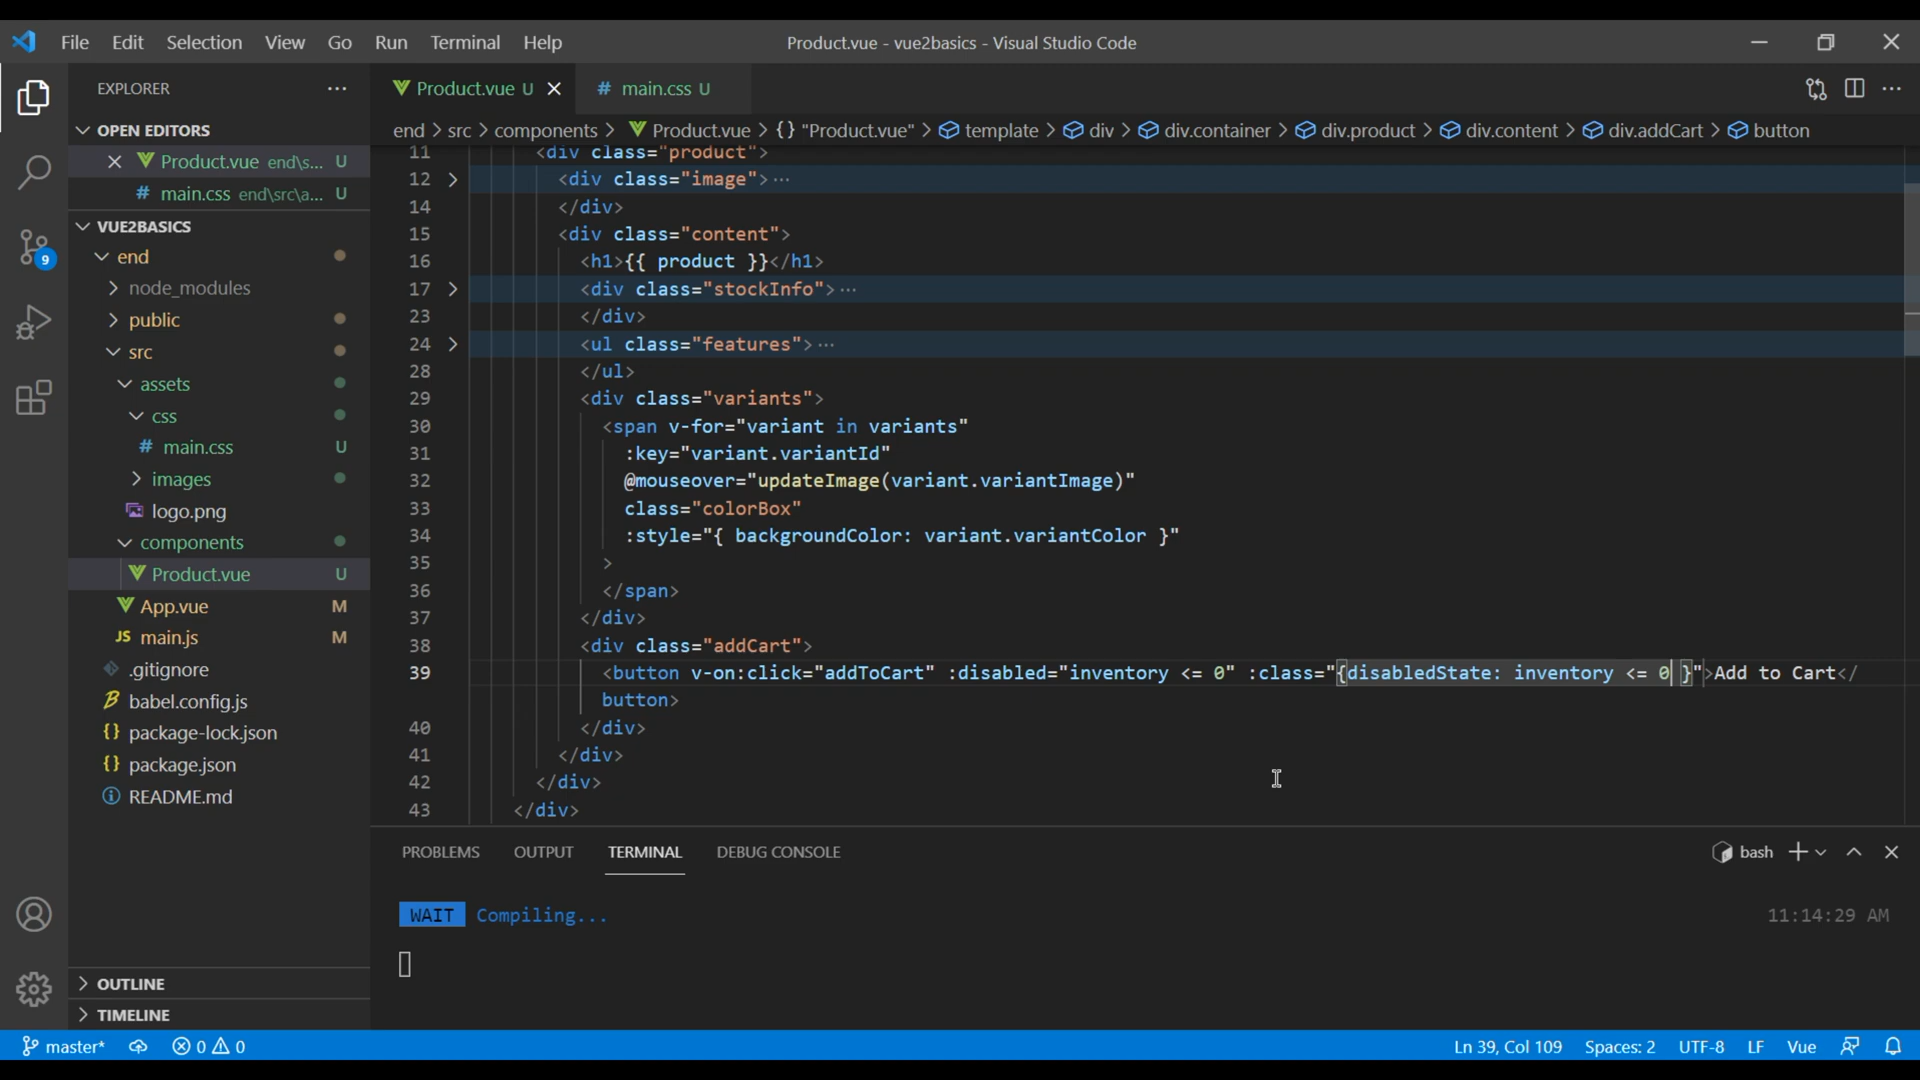 File Edit Selection View Go Run Terminal Help
Product.vue - vue2basics - Visual Studio Code
EXPLORER
OPEN EDITORS
Product.vue end\s... U
main.css end\src\a... U
VUE2BASICS
end
node_modules
public
src
assets
css
main.css U
images
logo.png
components
Product.vue U
App.vue M
JS main.js M
.gitignore
babel.config.js
package-lock.json
package.json
README.md
OUTLINE
TIMELINE
9
Product.vue U
# main.css U
end > src > components > Product.vue > {} "Product.vue" > template > div > div.container > div.product > div.content > div.addCart > button
11 <div class="product">
12 <div class="image">...
14 </div>
15 <div class="content">
16 <h1>{{ product }}</h1>
17 <div class="stockInfo">...
23 </div>
24 <ul class="features">...
28 </ul>
29 <div class="variants">
30 <span v-for="variant in variants"
31 :key="variant.variantId"
32 @mouseover="updateImage(variant.variantImage)"
33 class="colorBox"
34 :style="{ backgroundColor: variant.variantColor }"
35 >
36 </span>
37 </div>
38 <div class="addCart">
39 <button v-on:click="addToCart" :disabled="inventory <= 0" :class="{disabledState: inventory <= 0 }">Add to Cart</
button>
40 </div>
41 </div>
42 </div>
43 </div>
PROBLEMS OUTPUT TERMINAL DEBUG CONSOLE
bash
WAIT Compiling... 11:14:29 AM
master* 0 0
Ln 39, Col 109 Spaces: 2 UTF-8 LF Vue